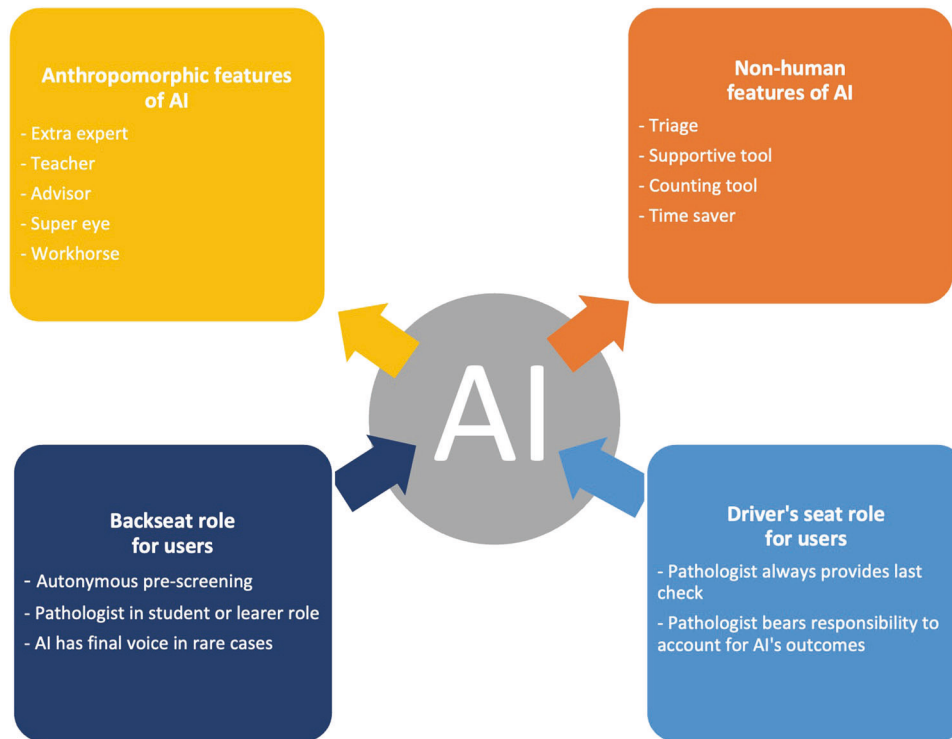 Anthropomorphic features
of AI
- Extra expert
- Teacher
- Advisor
- Super eye
- Workhorse
Non-human
features of AI
- Triage
- Supportive tool
- Counting tool
- Time saver
AI
Backseat role
for users
- Autonymous pre-screening
- Pathologist in student or learer role
- AI has final voice in rare cases
Driver's seat role
for users
- Pathologist always provides last
check
- Pathologist bears responsibility to
account for AI's outcomes